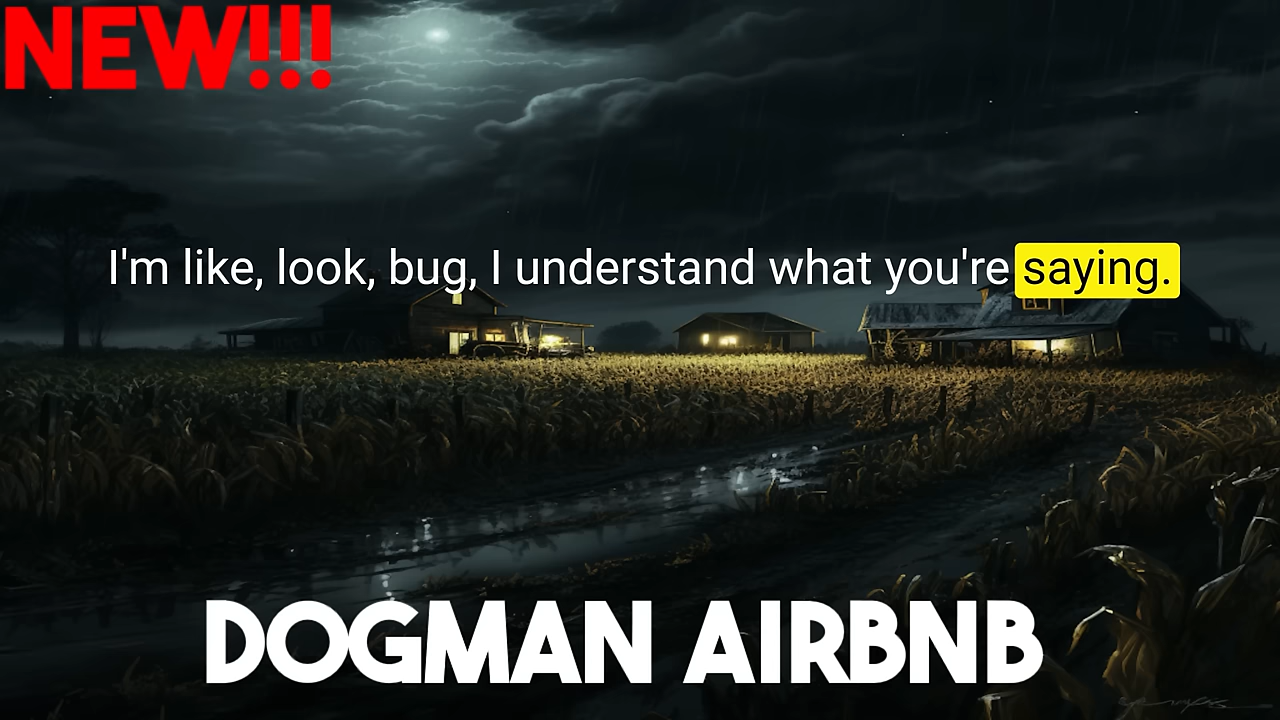 NEW!!!
I'm like, look, bug, I understand what you're saying.
DOGMAN AIRBNB